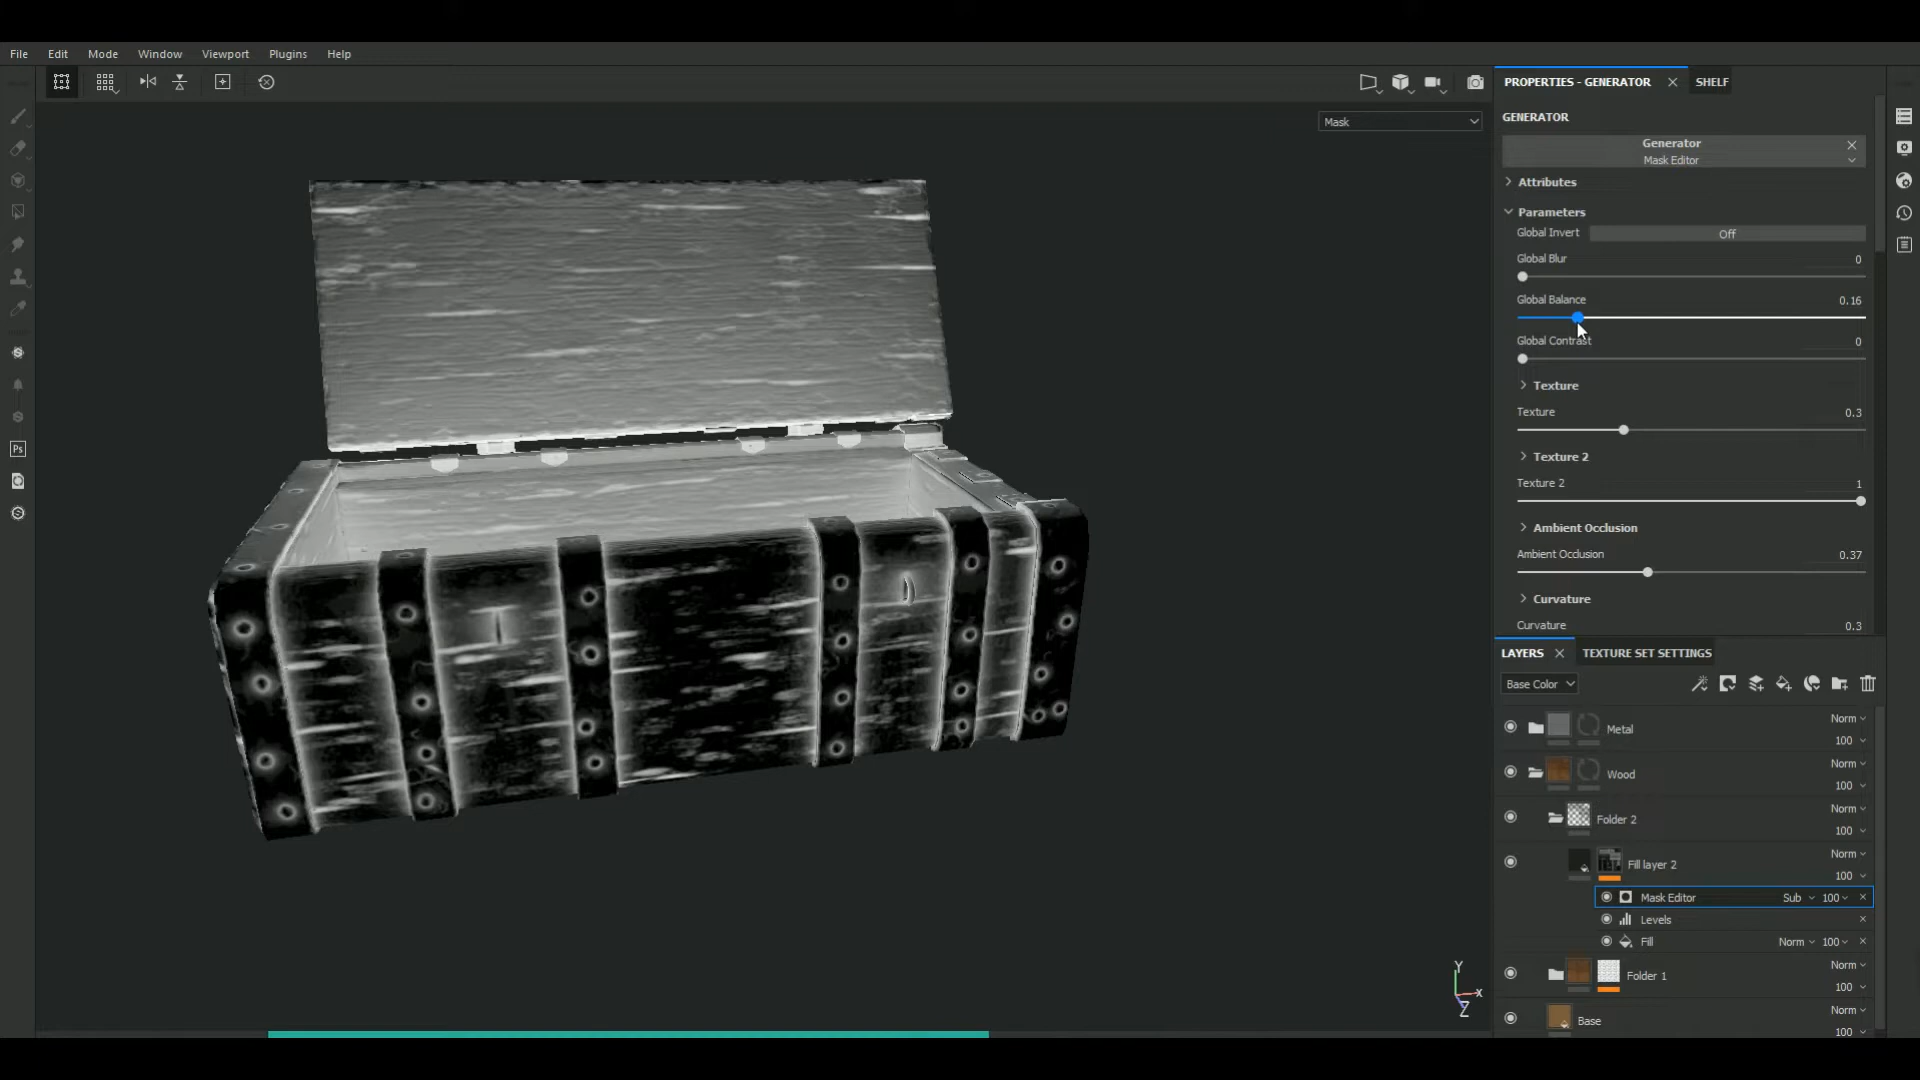 File Edit Mode Window Viewport Plugins Help
PROPERTIES - GENERATOR SHELF
Mask
GENERATOR
Generator
Mask Editor
Attributes
Parameters
Global Invert Off
Global Blur 0
Global Balance 0.16
Global Contrast 0
Texture
Texture 0.3
Texture 2
Texture 2 1
Ambient Occlusion
Ambient Occlusion 0.37
Curvature
Curvature 0.3
Ps
LAYERS TEXTURE SET SETTINGS
Base Color
Metal Norm
100
Wood Norm
100
Folder 2 Norm
100
Fill layer 2 Norm
100
Mask Editor Sub 100
Levels
Fill Norm 100
Folder 1 Norm
100
Base Norm
100
Y
X
Z